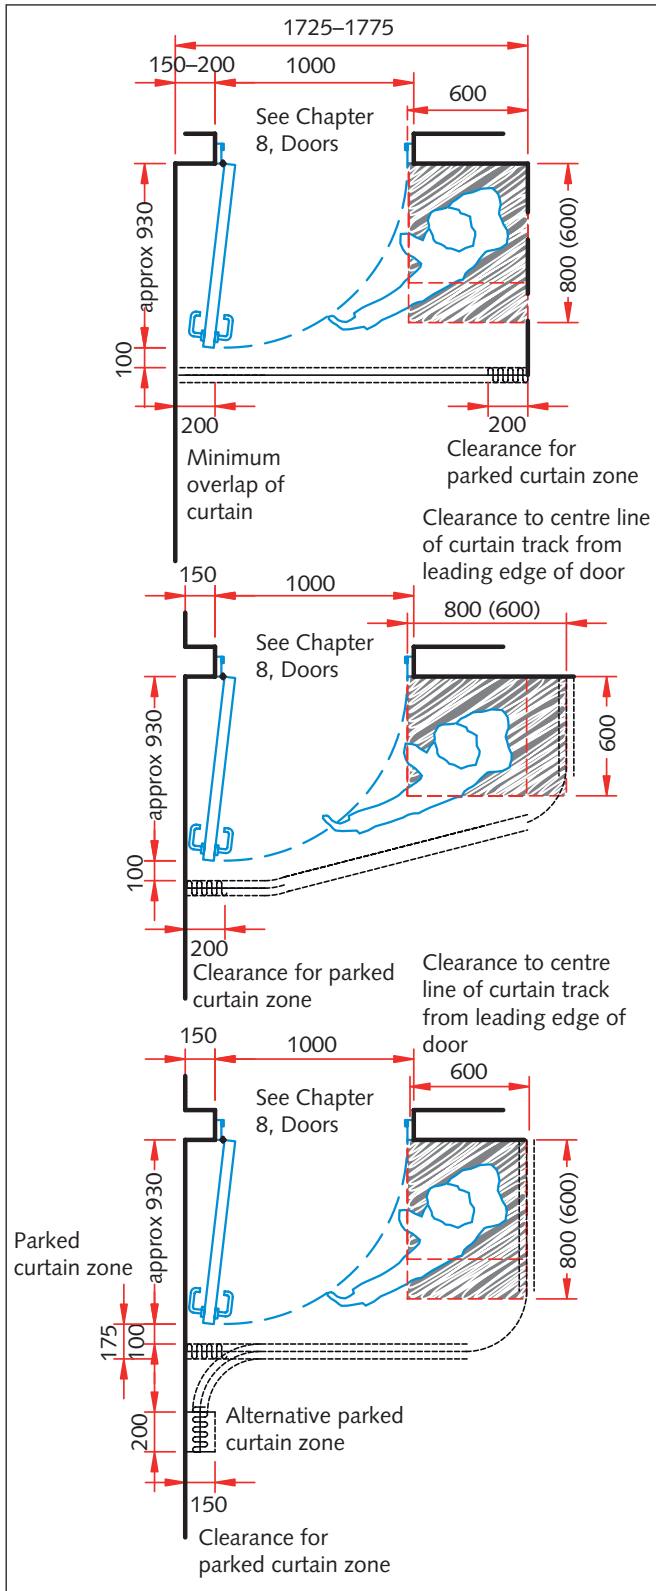 1725–1775
150–200
1000
600
See Chapter
8, Doors
approx 930
800 (600)
100
200
200
Minimum
overlap of
curtain
Clearance for
parked curtain zone
Clearance to centre line
of curtain track from
leading edge of door
150
1000
800 (600)
See Chapter
8, Doors
approx 930
600
100
200
Clearance for parked
curtain zone
Clearance to centre
line of curtain track
from leading edge of
door
150
1000
600
See Chapter
8, Doors
approx 930
800 (600)
Parked
curtain zone
175
100
200
Alternative parked
curtain zone
150
Clearance for
parked curtain zone